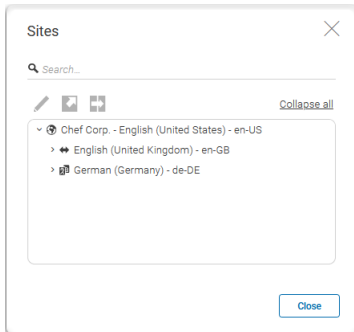 Sites
Search...
Collapse all
Chef Corp. - English (United States) - en-US
English (United Kingdom) - en-GB
German (Germany) - de-DE
Close